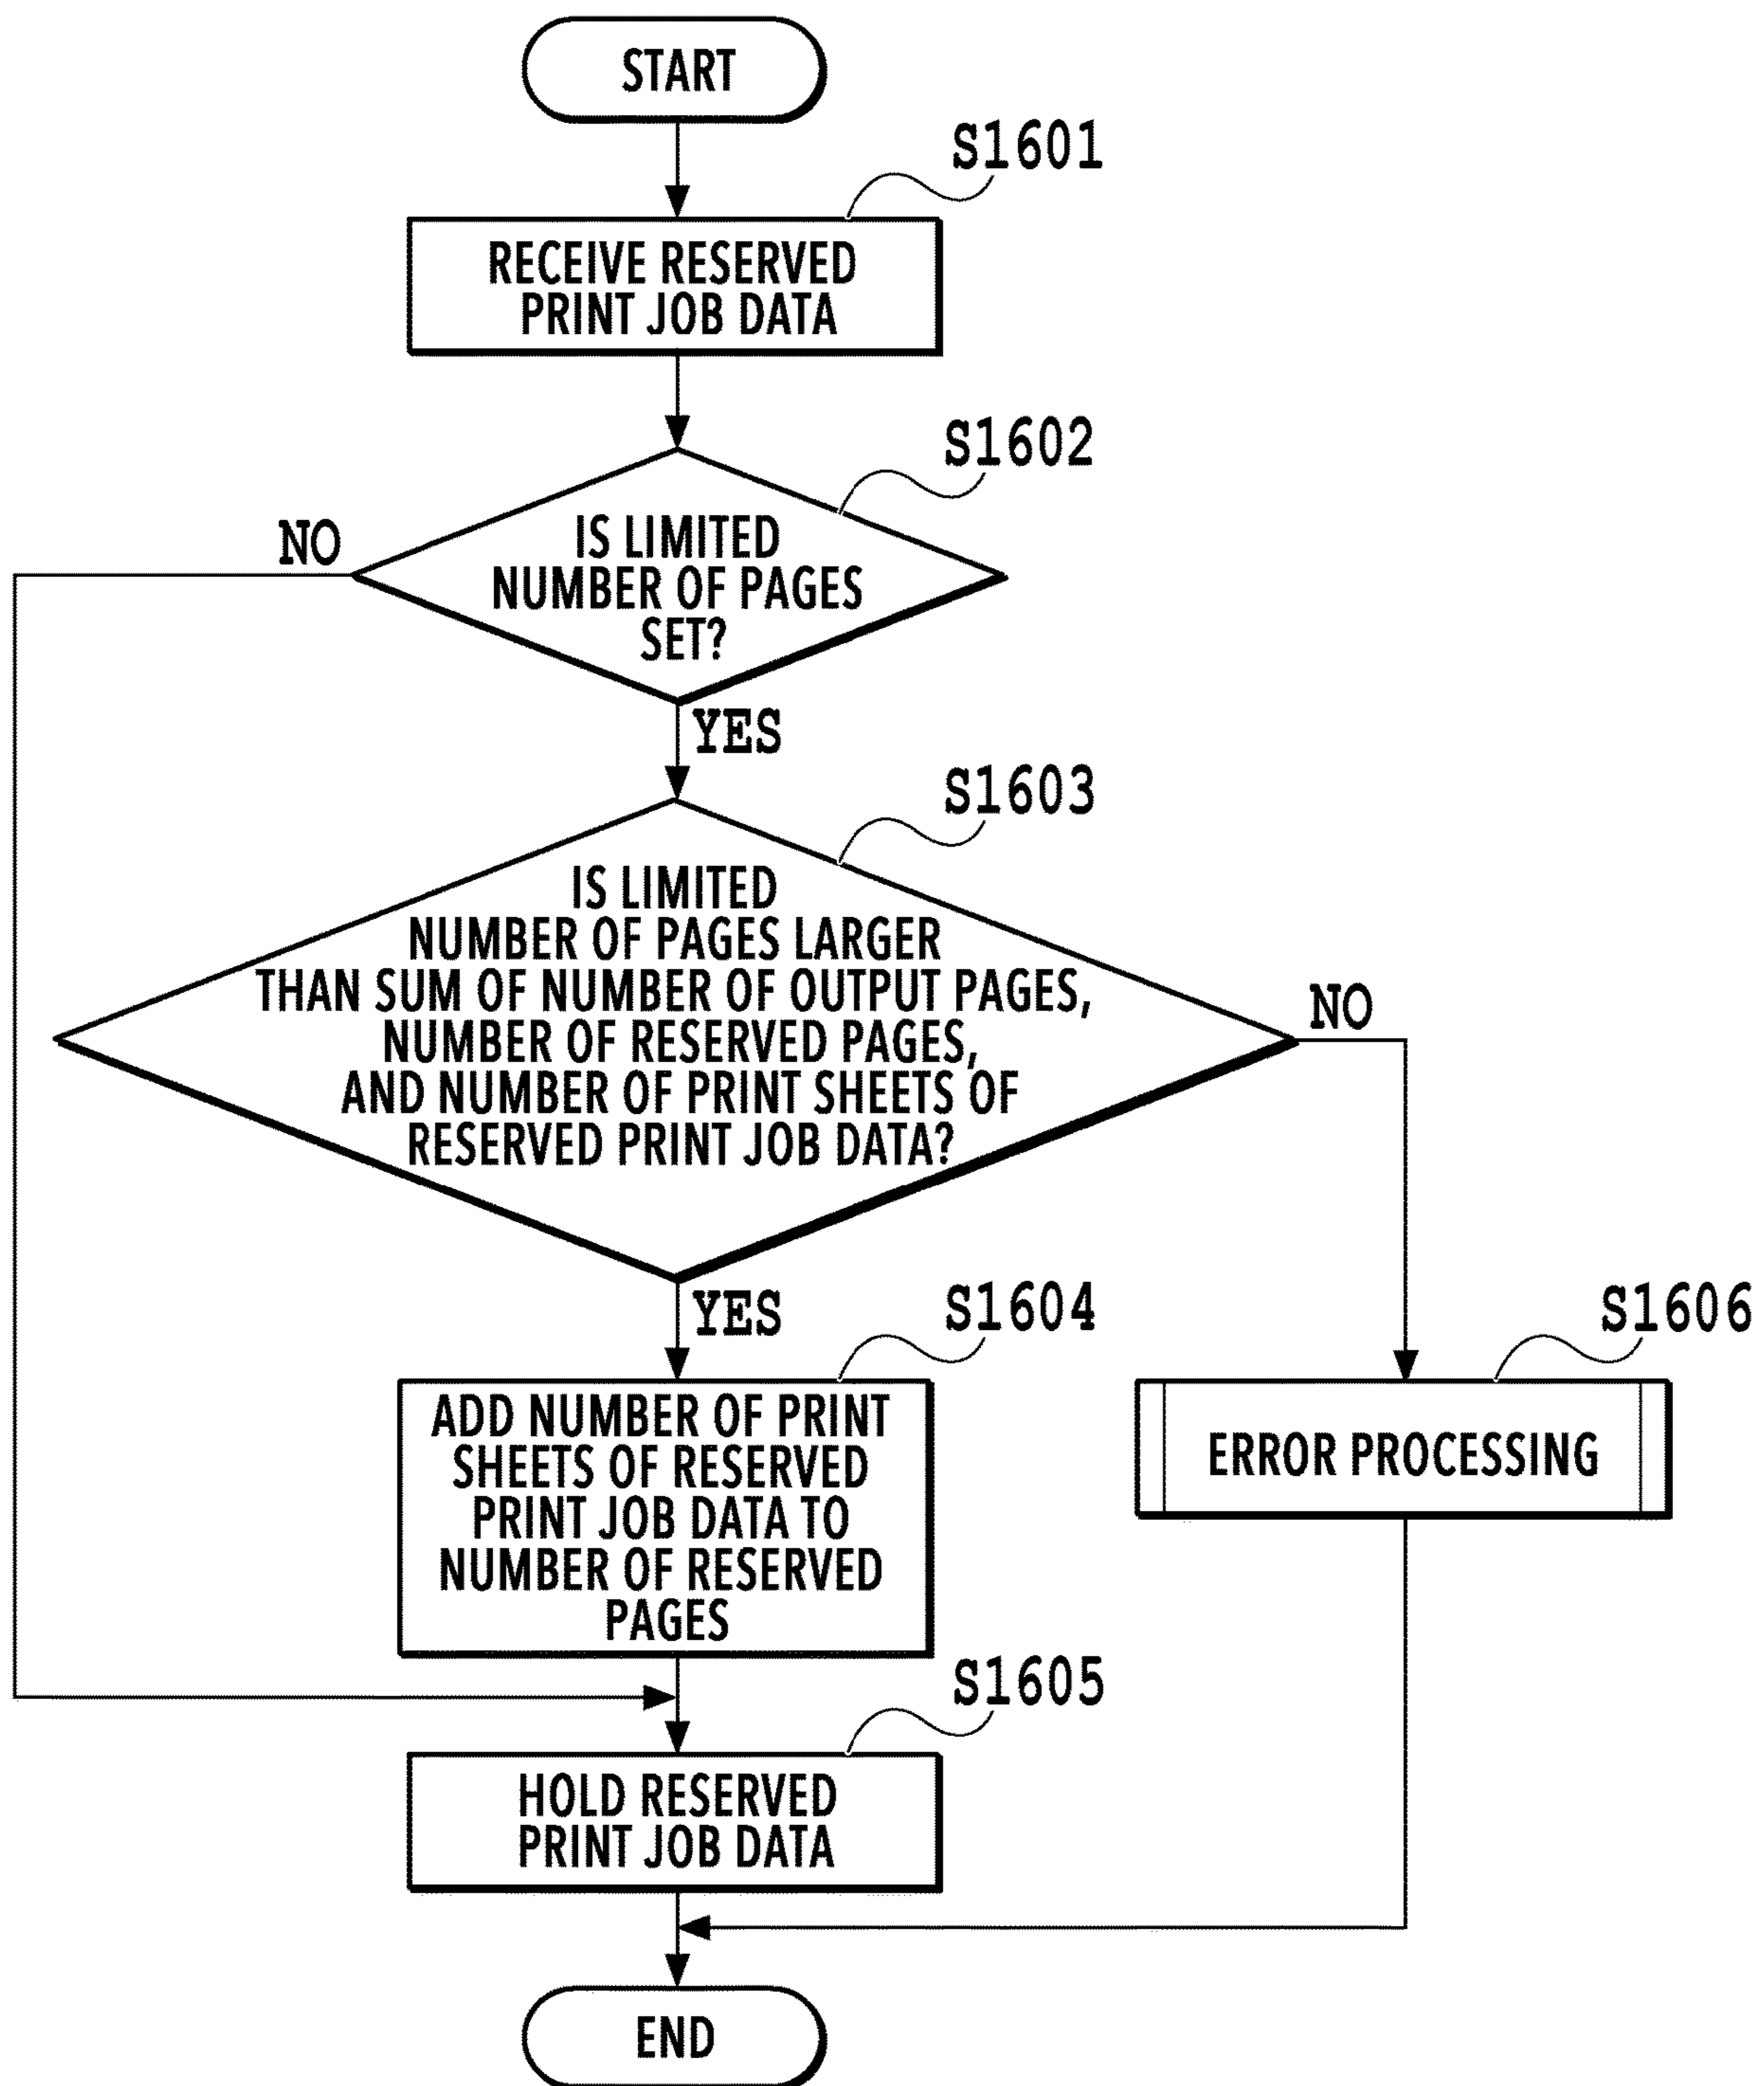 START
S1601
RECEIVE RESERVED
PRINT JOB DATA
S1602
IS LIMITED
NUMBER OF PAGES
SET?
NO
YES
S1603
IS LIMITED
NUMBER OF PAGES LARGER
THAN SUM OF NUMBER OF OUTPUT PAGES,
NUMBER OF RESERVED PAGES,
AND NUMBER OF PRINT SHEETS OF
RESERVED PRINT JOB DATA?
NO
YES
S1604
ADD NUMBER OF PRINT
SHEETS OF RESERVED
PRINT JOB DATA TO
NUMBER OF RESERVED
PAGES
S1606
ERROR PROCESSING
S1605
HOLD RESERVED
PRINT JOB DATA
END